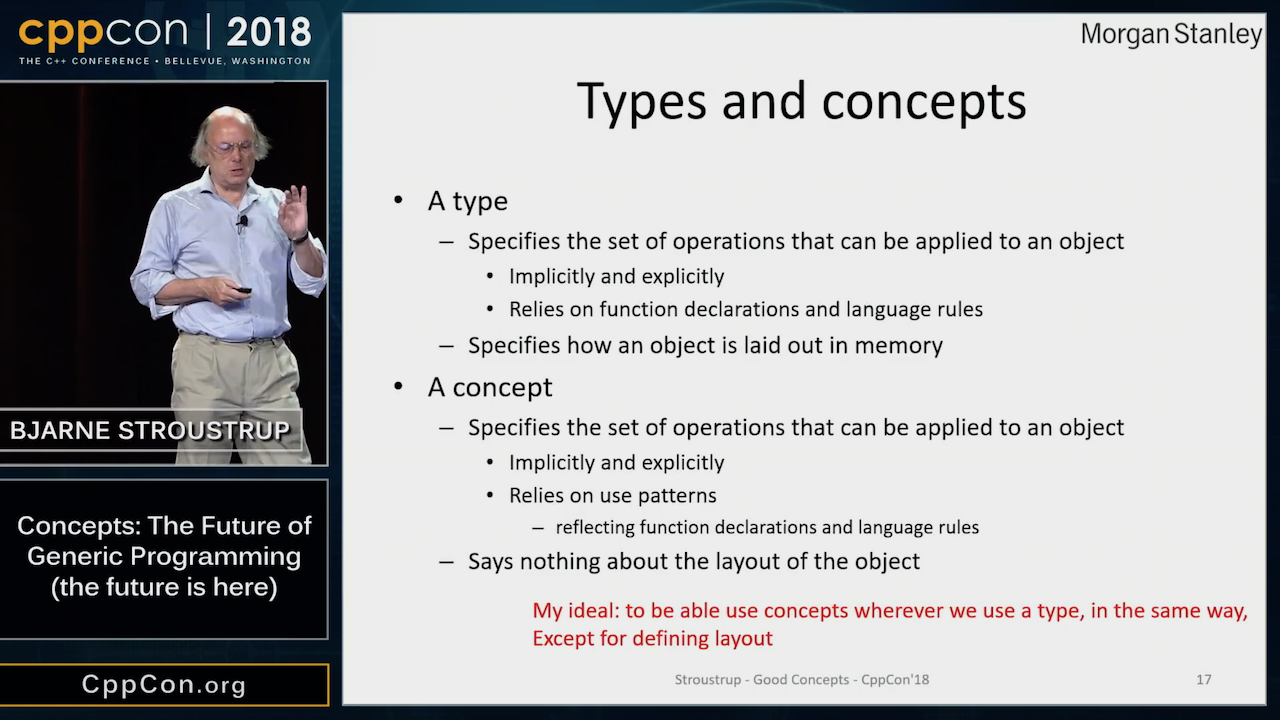 cppcon | 2018
THE C++ CONFERENCE • BELLEVUE, WASHINGTON
BJARNE STROUSTRUP
Concepts: The Future of
Generic Programming
(the future is here)
CppCon.org
Morgan Stanley
Types and concepts
• A type
– Specifies the set of operations that can be applied to an object
• Implicitly and explicitly
• Relies on function declarations and language rules
– Specifies how an object is laid out in memory
• A concept
– Specifies the set of operations that can be applied to an object
• Implicitly and explicitly
• Relies on use patterns
– reflecting function declarations and language rules
– Says nothing about the layout of the object
My ideal: to be able use concepts wherever we use a type, in the same way,
Except for defining layout
Stroustrup - Good Concepts - CppCon'18
17